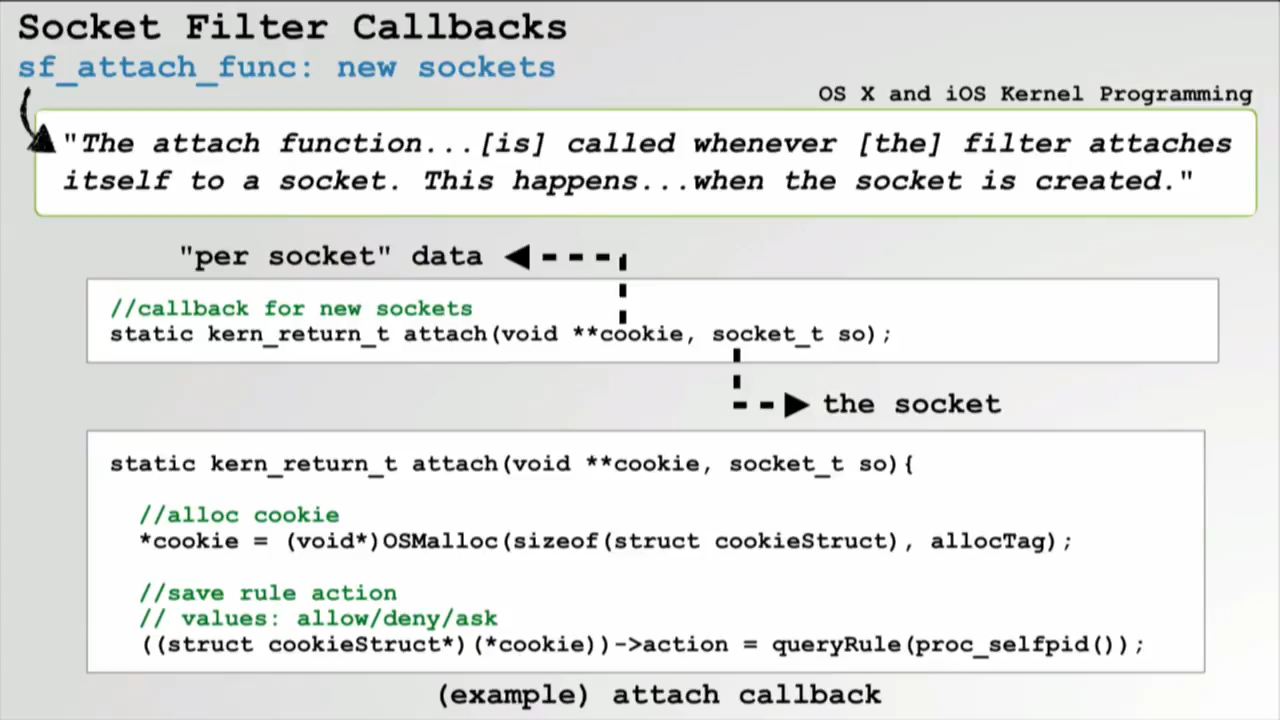 Socket Filter Callbacks
sf_attach_func: new sockets
OS X and iOS Kernel Programming
"The attach function...[is] called whenever [the] filter attaches
itself to a socket. This happens...when the socket is created."
"per socket" data
//callback for new sockets
static kern_return_t attach(void **cookie, socket_t so);
the socket
static kern_return_t attach(void **cookie, socket_t so){
//alloc cookie
*cookie = (void*)OSMalloc(sizeof(struct cookieStruct), allocTag);
//save rule action
// values: allow/deny/ask
((struct cookieStruct*)(*cookie))->action = queryRule(proc_selfpid());
(example) attach callback